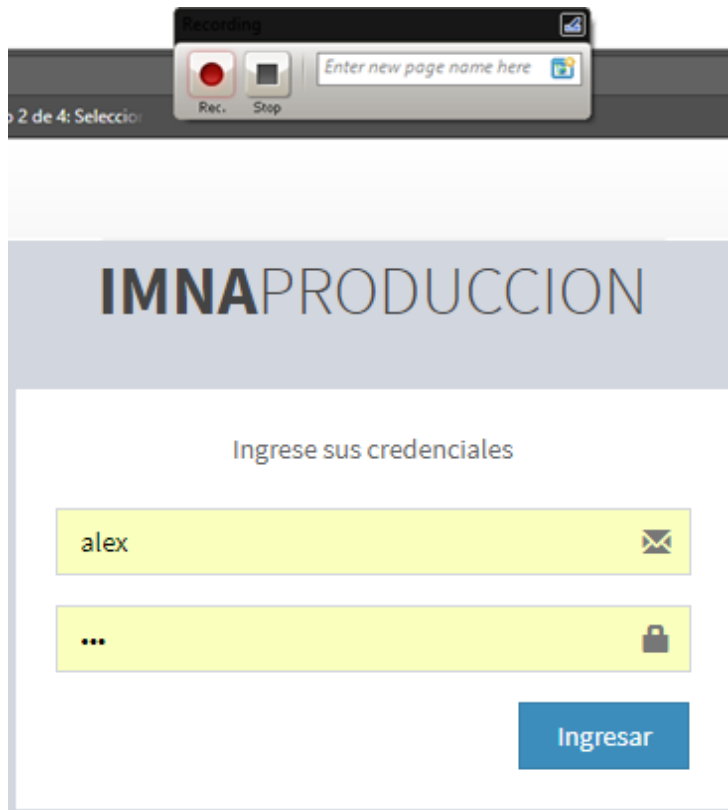 Recording
Enter new page name here
Rec. Stop
2 de 4: Seleccio
IMNAPRODUCCION
Ingrese sus credenciales
alex
•••
Ingresar